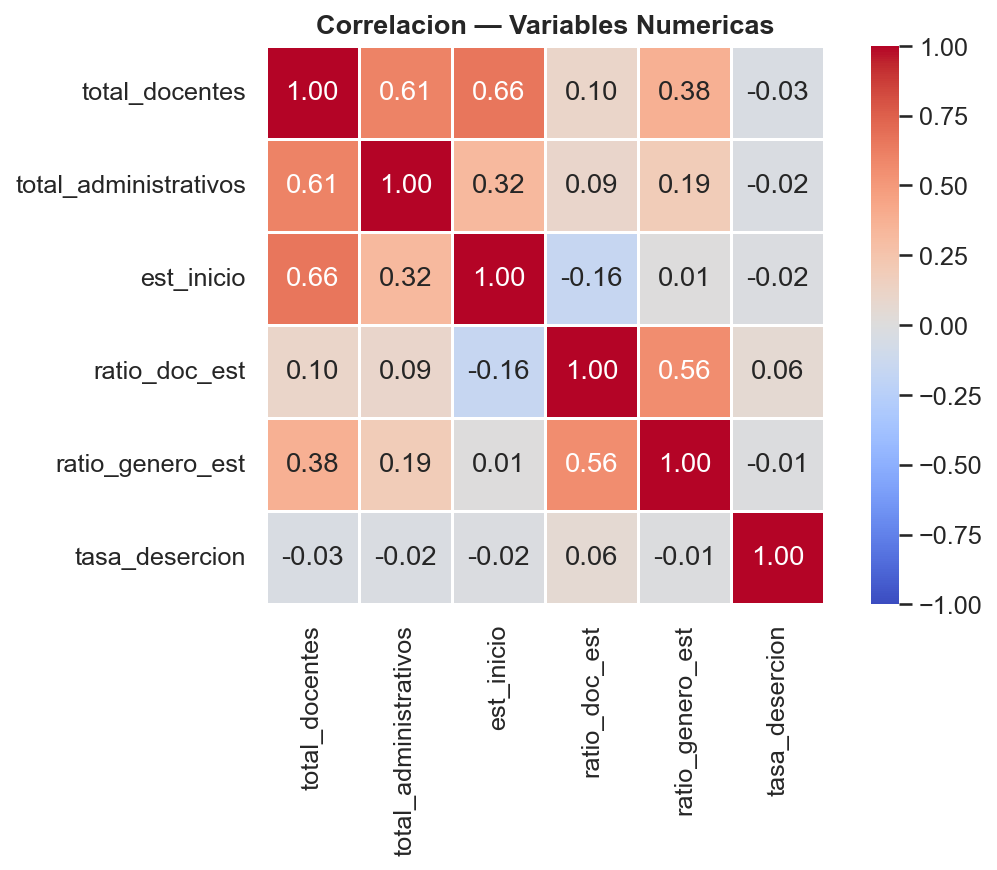 Correlacion — Variables Numericas
total_docentes 1.00 0.61 0.66 0.10 0.38 -0.03
total_administrativos 0.61 1.00 0.32 0.09 0.19 -0.02
est_inicio 0.66 0.32 1.00 -0.16 0.01 -0.02
ratio_doc_est 0.10 0.09 -0.16 1.00 0.56 0.06
ratio_genero_est 0.38 0.19 0.01 0.56 1.00 -0.01
tasa_desercion -0.03 -0.02 -0.02 0.06 -0.01 1.00
total_docentes
total_administrativos
est_inicio
ratio_doc_est
ratio_genero_est
tasa_desercion
1.00
0.75
0.50
0.25
0.00
−0.25
−0.50
−0.75
−1.00